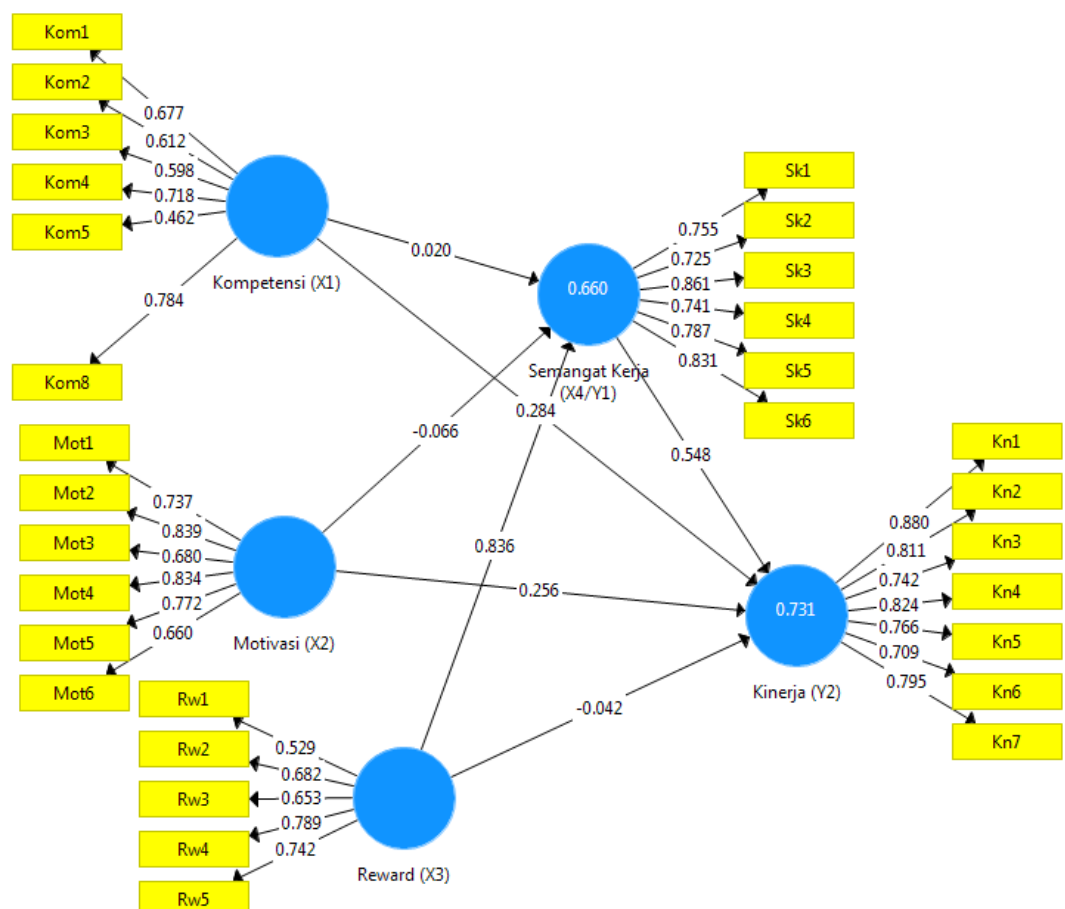 Kom1
Kom2
Kom3
Kom4
Kom5
Kom8
0.677
0.612
0.598
0.718
0.462
0.784
Kompetensi (X1)
0.020
0.284
Mot1
Mot2
Mot3
Mot4
Mot5
Mot6
0.737
0.839
0.680
0.834
0.772
0.660
Motivasi (X2)
-0.066
0.256
Rw1
Rw2
Rw3
Rw4
Rw5
0.529
0.682
0.653
0.789
0.742
Reward (X3)
0.836
-0.042
0.660
Semangat Kerja
(X4/Y1)
0.755
0.725
0.861
0.741
0.787
0.831
Sk1
Sk2
Sk3
Sk4
Sk5
Sk6
0.548
0.731
Kinerja (Y2)
0.880
0.811
0.742
0.824
0.766
0.709
0.795
Kn1
Kn2
Kn3
Kn4
Kn5
Kn6
Kn7